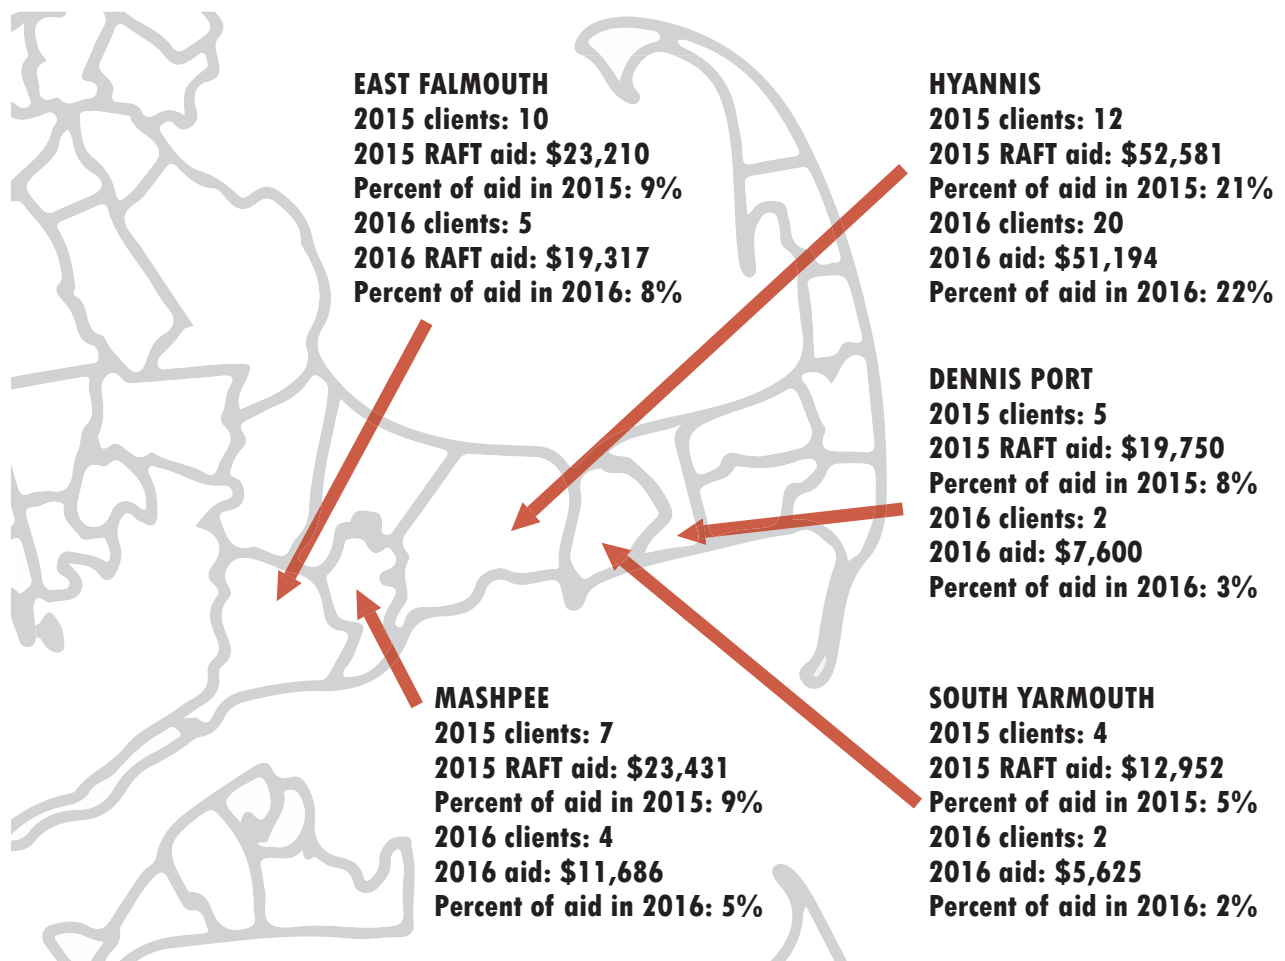 EAST FALMOUTH
2015 clients: 10
2015 RAFT aid: $23,210
Percent of aid in 2015: 9%
2016 clients: 5
2016 RAFT aid: $19,317
Percent of aid in 2016: 8%
HYANNIS
2015 clients: 12
2015 RAFT aid: $52,581
Percent of aid in 2015: 21%
2016 clients: 20
2016 aid: $51,194
Percent of aid in 2016: 22%
DENNIS PORT
2015 clients: 5
2015 RAFT aid: $19,750
Percent of aid in 2015: 8%
2016 clients: 2
2016 aid: $7,600
Percent of aid in 2016: 3%
MASHPEE
2015 clients: 7
2015 RAFT aid: $23,431
Percent of aid in 2015: 9%
2016 clients: 4
2016 aid: $11,686
Percent of aid in 2016: 5%
SOUTH YARMOUTH
2015 clients: 4
2015 RAFT aid: $12,952
Percent of aid in 2015: 5%
2016 clients: 2
2016 aid: $5,625
Percent of aid in 2016: 2%